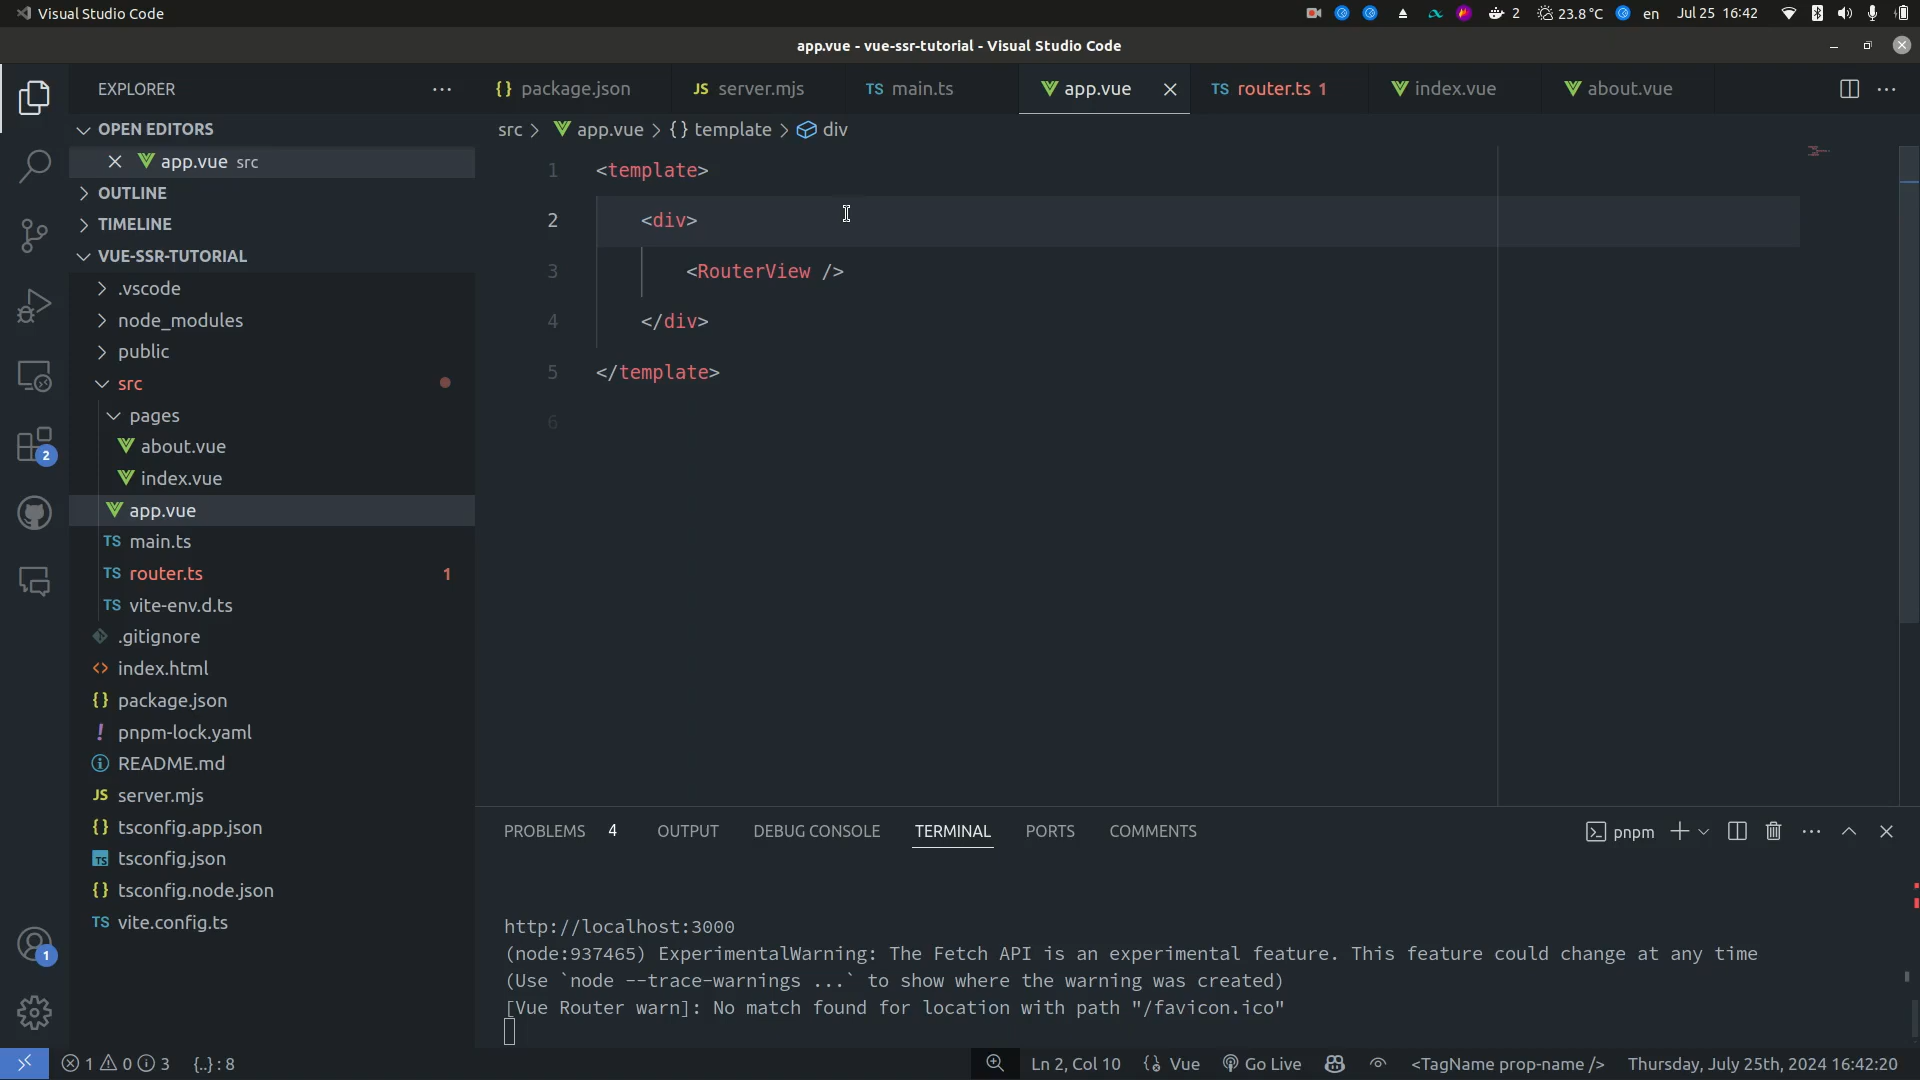 Visual Studio Code
2
23.8°C
en
Jul 25 16:42
app.vue - vue-ssr-tutorial - Visual Studio Code
EXPLORER
{} package.json
JS server.mjs
TS main.ts
app.vue
TS router.ts 1
index.vue
about.vue
OPEN EDITORS
app.vue src
OUTLINE
TIMELINE
VUE-SSR-TUTORIAL
.vscode
node_modules
public
src
pages
about.vue
index.vue
app.vue
TS main.ts
TS router.ts 1
TS vite-env.d.ts
.gitignore
<> index.html
{} package.json
! pnpm-lock.yaml
README.md
JS server.mjs
{} tsconfig.app.json
TS tsconfig.json
{} tsconfig.node.json
TS vite.config.ts
2
1
src > app.vue > {} template > div
1 <template>
2 <div>
3 <RouterView />
4 </div>
5 </template>
6
PROBLEMS 4
OUTPUT
DEBUG CONSOLE
TERMINAL
PORTS
COMMENTS
pnpm
http://localhost:3000
(node:937465) ExperimentalWarning: The Fetch API is an experimental feature. This feature could change at any time
(Use `node --trace-warnings ...` to show where the warning was created)
[Vue Router warn]: No match found for location with path "/favicon.ico"
1 0 3
{..} : 8
Ln 2, Col 10
Vue
Go Live
<TagName prop-name />
Thursday, July 25th, 2024 16:42:20